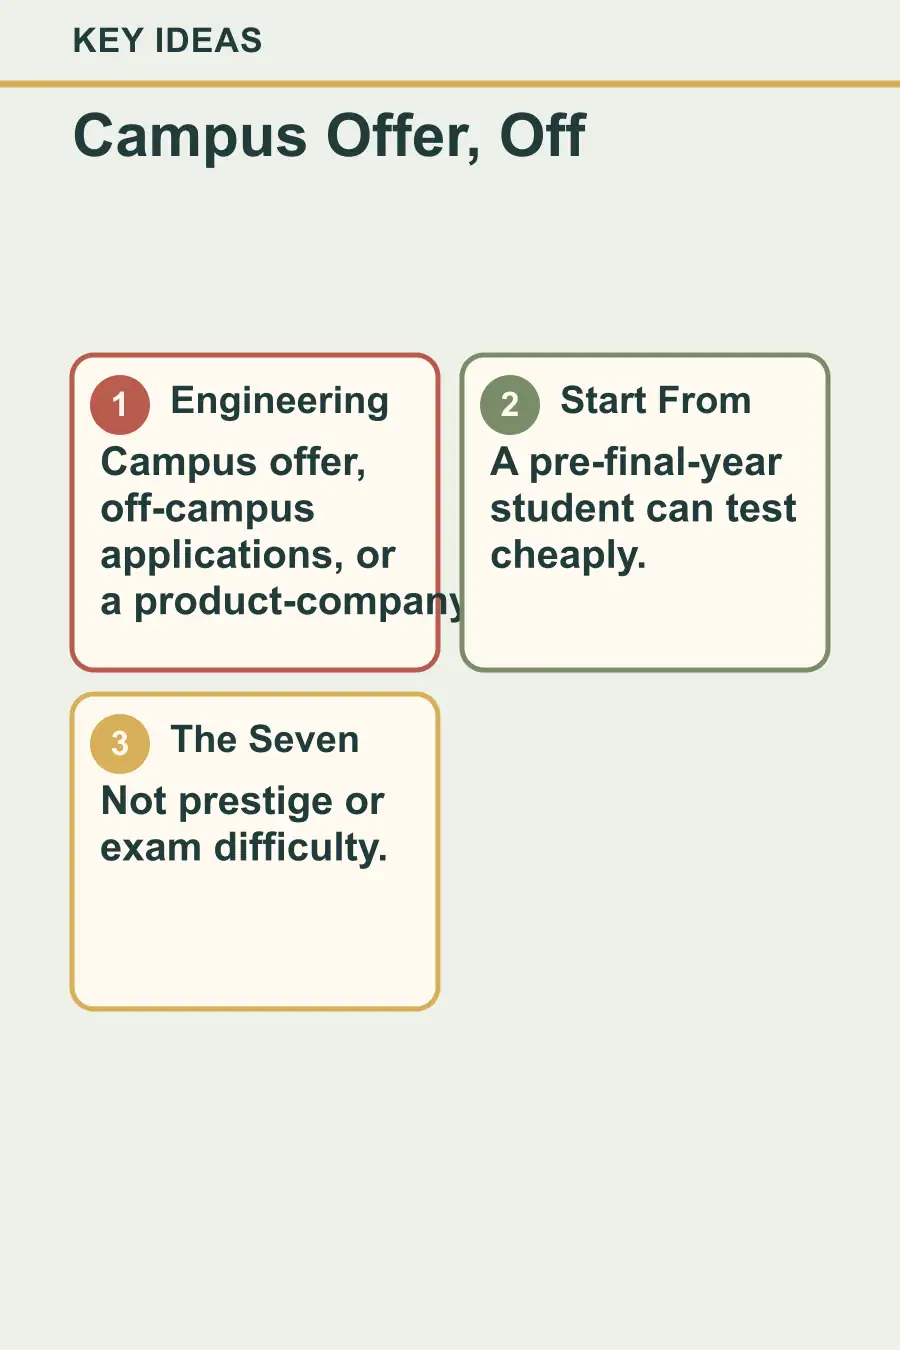 KEY IDEAS
Campus Offer, Off
1 Engineering
Campus offer,
off-campus
applications, or
a product-company
2 Start From
A pre-final-year
student can test
cheaply.
3 The Seven
Not prestige or
exam difficulty.